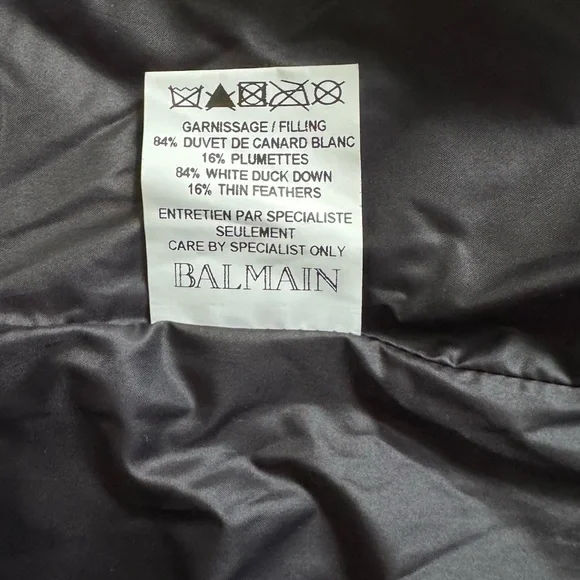 GARNISSAGE / FILLING
84% DUVET DE CANARD BLANC
16% PLUMETTES
84% WHITE DUCK DOWN
16% THIN FEATHERS
ENTRETIEN PAR SPECIALISTE
SEULEMENT
CARE BY SPECIALIST ONLY
BALMAIN